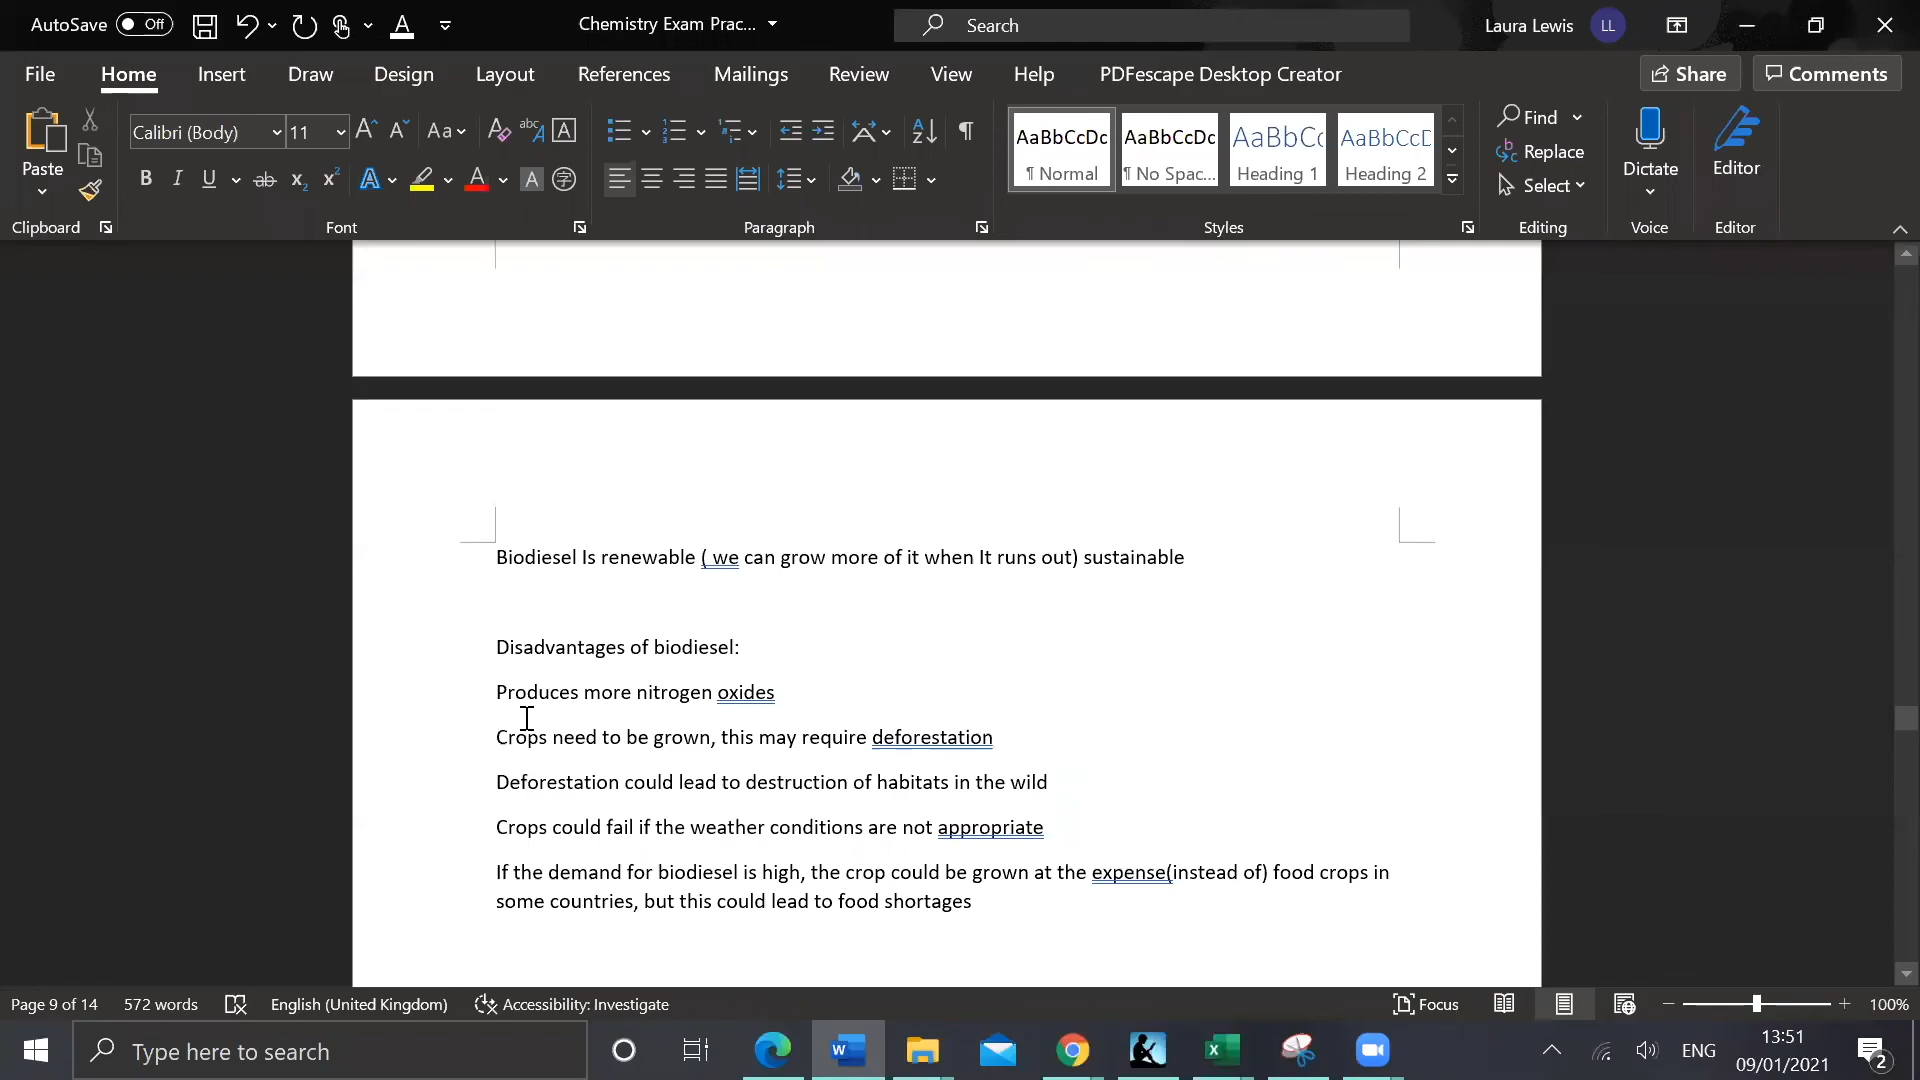 AutoSave Off Chemistry Exam Prac... Search Laura Lewis LL
File Home Insert Draw Design Layout References Mailings Review View Help PDFescape Desktop Creator Share Comments
Paste Calibri (Body) 11 Aa abc A
AaBbCcDc AaBbCcDc AaBbCc AaBbCcD
¶ Normal ¶ No Spac... Heading 1 Heading 2
Find
Replace
Select
Dictate Editor
B I U ab x₂ x² A A A 字
Clipboard Font Paragraph Styles Editing Voice Editor
Biodiesel Is renewable ( we can grow more of it when It runs out) sustainable
Disadvantages of biodiesel:
Produces more nitrogen oxides
Crops need to be grown, this may require deforestation
Deforestation could lead to destruction of habitats in the wild
Crops could fail if the weather conditions are not appropriate
If the demand for biodiesel is high, the crop could be grown at the expense(instead of) food crops in
some countries, but this could lead to food shortages
Page 9 of 14 572 words English (United Kingdom) Accessibility: Investigate Focus 100%
Type here to search ENG 13:51
09/01/2021 2